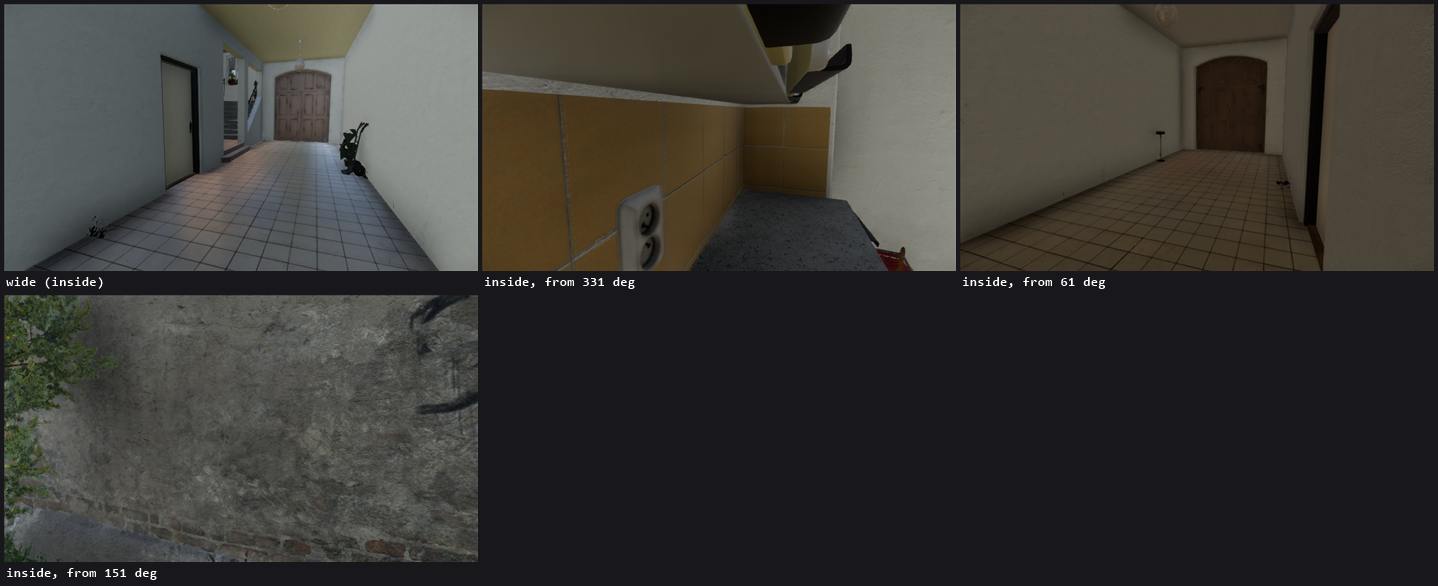 wide (inside)
inside, from 331 deg
inside, from 61 deg
inside, from 151 deg